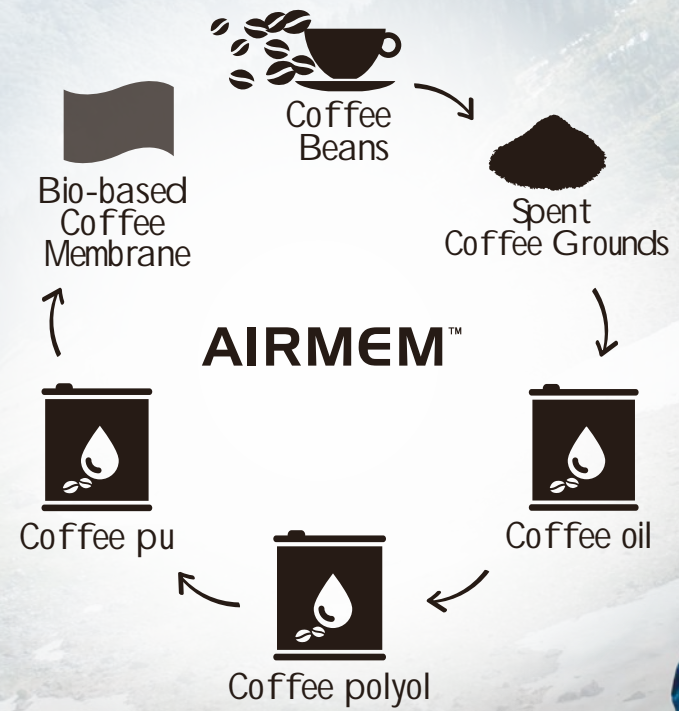 Coffee
Beans
Spent
Coffee Grounds
Bio-based
Coffee
Membrane
AIRMEM™
Coffee pu
Coffee oil
Coffee polyol